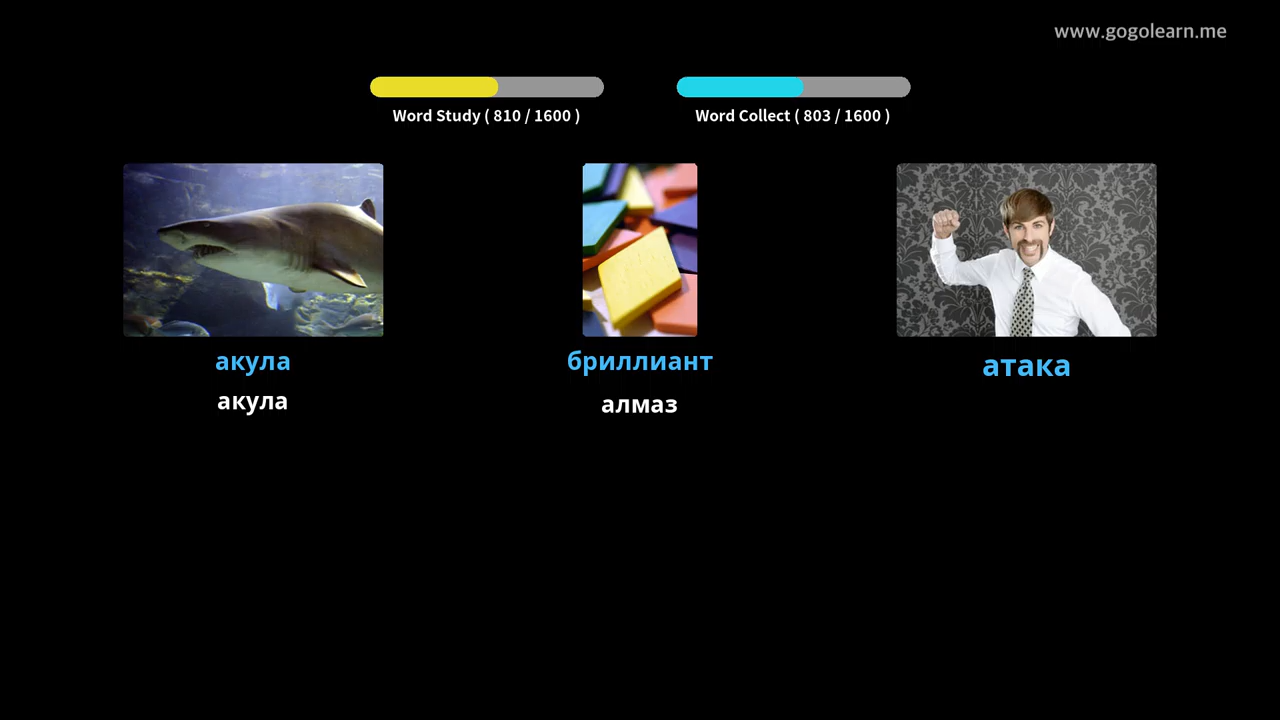 www.gogolearn.me
Word Study ( 810 / 1600 )
Word Collect ( 803 / 1600 )
акула
акула
бриллиант
алмаз
атака